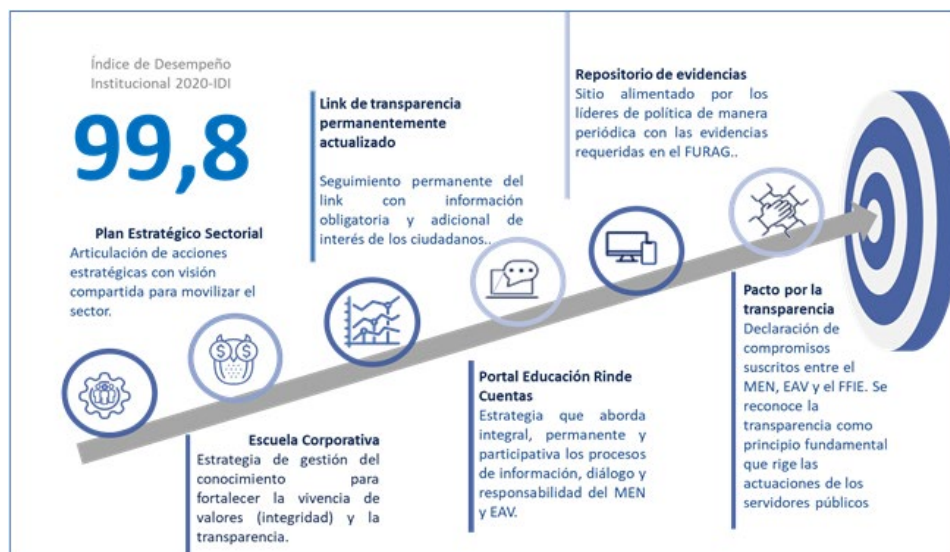 Índice de Desempeño
Institucional 2020-IDI
99,8
Plan Estratégico Sectorial
Articulación de acciones
estratégicas con visión
compartida para movilizar el
sector.
Escuela Corporativa
Estrategia de gestión del
conocimiento para
fortalecer la vivencia de
valores (integridad) y la
transparencia.
Link de transparencia
permanentemente
actualizado
Seguimiento permanente del
link con información
obligatoria y adicional de
interés de los ciudadanos..
Portal Educación Rinde
Cuentas
Estrategia que aborda
integral, permanente y
participativa los procesos
de información, diálogo y
responsabilidad del MEN
y EAV.
Repositorio de evidencias
Sitio alimentado por los
líderes de política de manera
periódica con las evidencias
requeridas en el FURAG..
Pacto por la
transparencia
Declaración de
compromisos
suscritos entre el
MEN, EAV y el FFIE. Se
reconoce la
transparencia como
principio fundamental
que rige las
actuaciones de los
servidores públicos
$ $